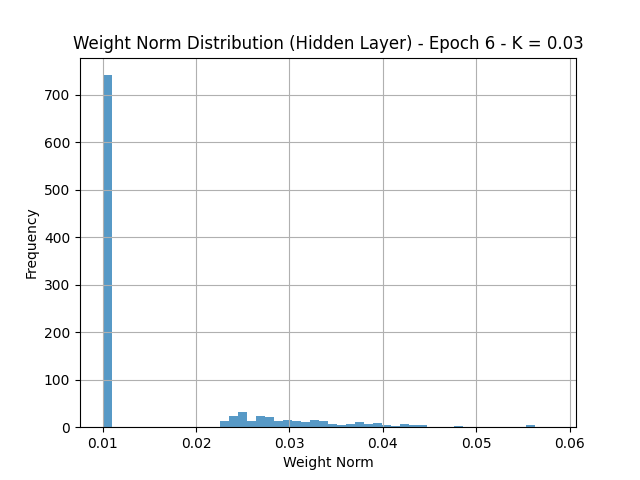 Weight Norm Distribution (Hidden Layer) - Epoch 6 - K = 0.03
700
600
500
400
300
200
100
0
Frequency
0.01 0.02 0.03 0.04 0.05 0.06
Weight Norm